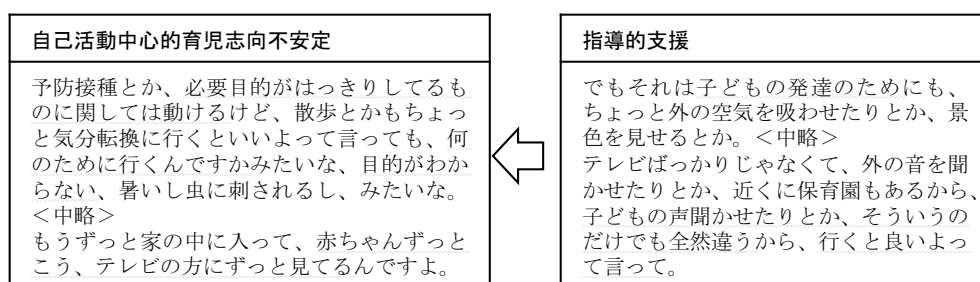 自己活動中心的育児志向不安定
予防接種とか、必要目的がはっきりしてるも
のに関しては動けるけど、散歩とかもちょっ
と気分転換に行くといいよって言っても、何
のために行くんですかみたいな、目的がわか
らない、暑いし虫に刺されるし、みたいな。
＜中略＞
もうずっと家の中に入って、赤ちゃんずっと
こう、テレビの方にずっと見てるんですよ。
指導的支援
でもそれは子どもの発達のためにも、
ちょっと外の空気を吸わせたりとか、景
色を見せるとか。＜中略＞
テレビばっかりじゃなくて、外の音を聞
かせたりとか、近くに保育園もあるから、
子どもの声聞かせたりとか、そういうの
だけでも全然違うから、行くと良いよっ
て言って。